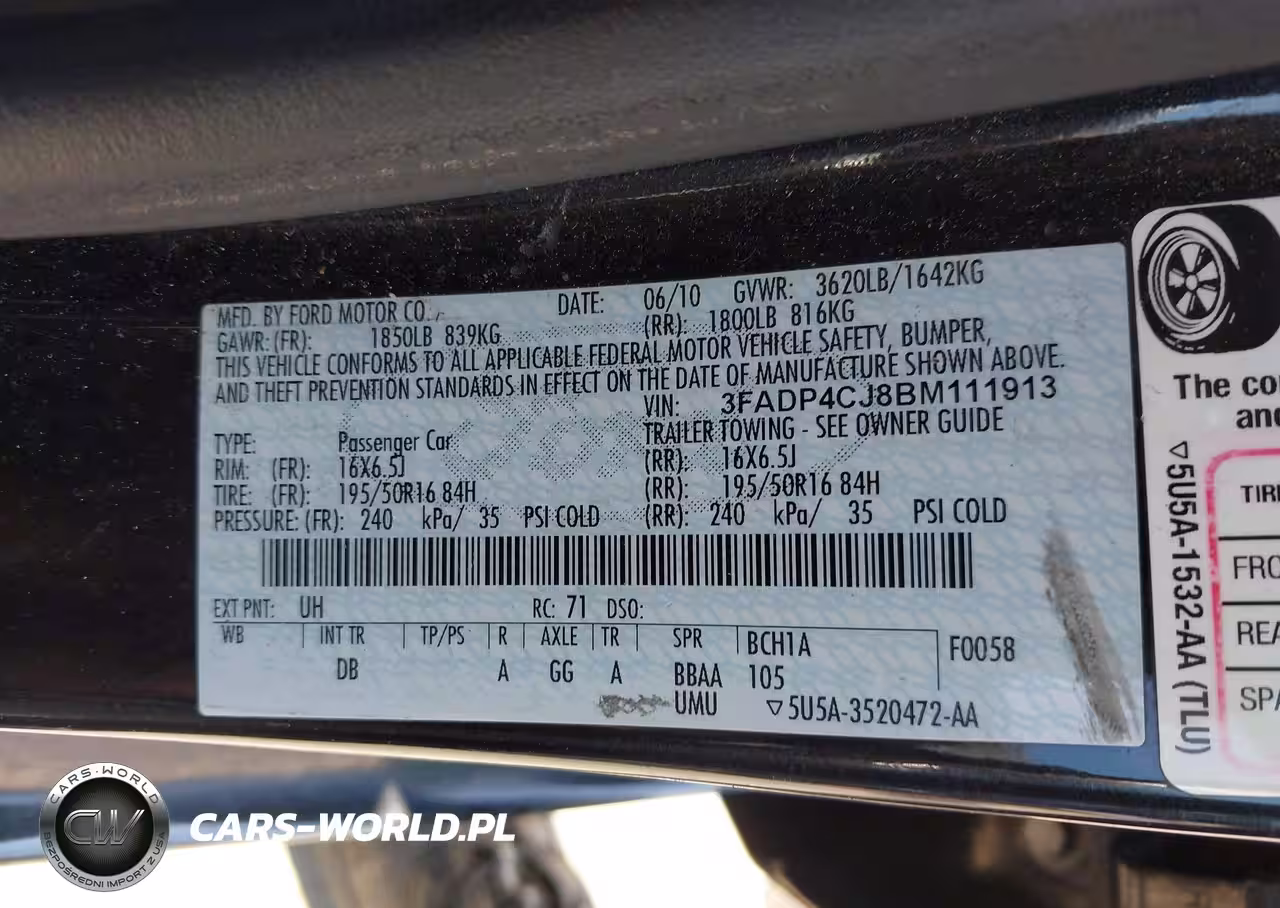 MFD. BY FORD MOTOR CO. DATE: 06/10 GVWR: 3620LB/1642KG
GAWR: (FR): 1850LB 839KG (RR): 1800LB 816KG
THIS VEHICLE CONFORMS TO ALL APPLICABLE FEDERAL MOTOR VEHICLE SAFETY, BUMPER,
AND THEFT PREVENTION STANDARDS IN EFFECT ON THE DATE OF MANUFACTURE SHOWN ABOVE.
VIN: 3FADP4CJ8BM111913
TYPE: Passenger Car TRAILER TOWING - SEE OWNER GUIDE
RIM: (FR): 16X6.5J (RR): 16X6.5J
TIRE: (FR): 195/50R16 84H (RR): 195/50R16 84H
PRESSURE: (FR): 240 kPa/ 35 PSI COLD (RR): 240 kPa/ 35 PSI COLD
EXT PNT: UH RC: 71 DSO:
WB INT TR TP/PS R AXLE TR SPR BCH1A F0058
DB A GG A BBAA 105
UMU ▽5U5A-3520472-AA
The co
an
▽5U5A-1532-AA (TLU)
TIR
FRO
REA
SPA
CARS-WORLD
CW
BEZPOŚREDNI IMPORT Z USA
CARS-WORLD.PL